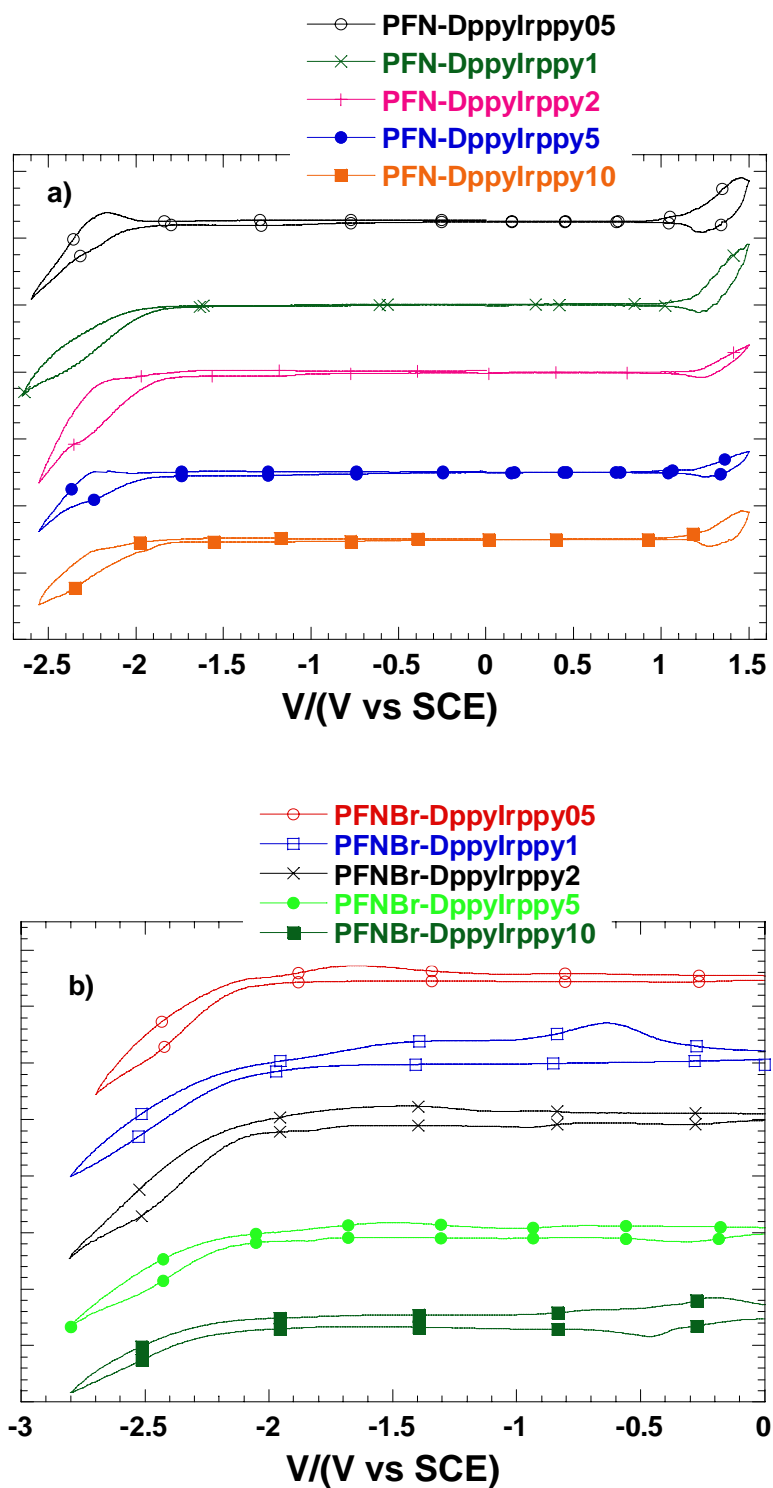 PFN-DppyIrppy05
PFN-DppyIrppy1
PFN-DppyIrppy2
PFN-DppyIrppy5
PFN-DppyIrppy10
a)
-2.5 -2 -1.5 -1 -0.5 0 0.5 1 1.5
V/(V vs SCE)
PFNBr-DppyIrppy05
PFNBr-DppyIrppy1
PFNBr-DppyIrppy2
PFNBr-DppyIrppy5
PFNBr-DppyIrppy10
b)
-3 -2.5 -2 -1.5 -1 -0.5 0
V/(V vs SCE)